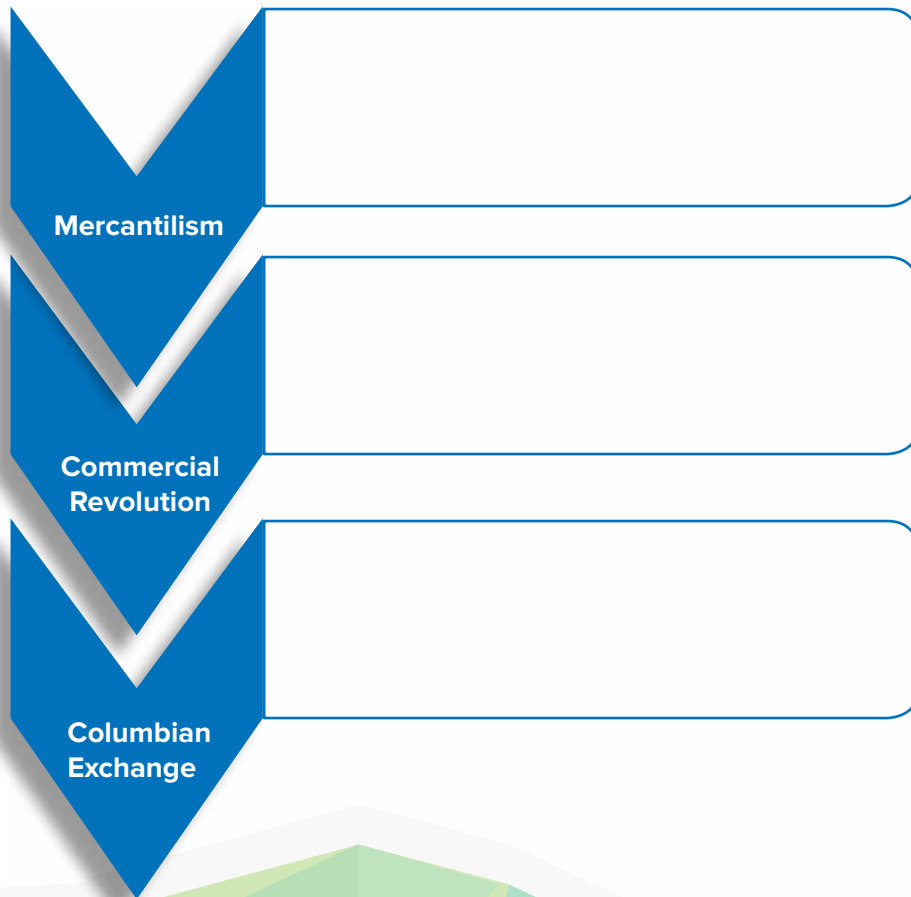 Mercantilism
Commercial
Revolution
Columbian
Exchange